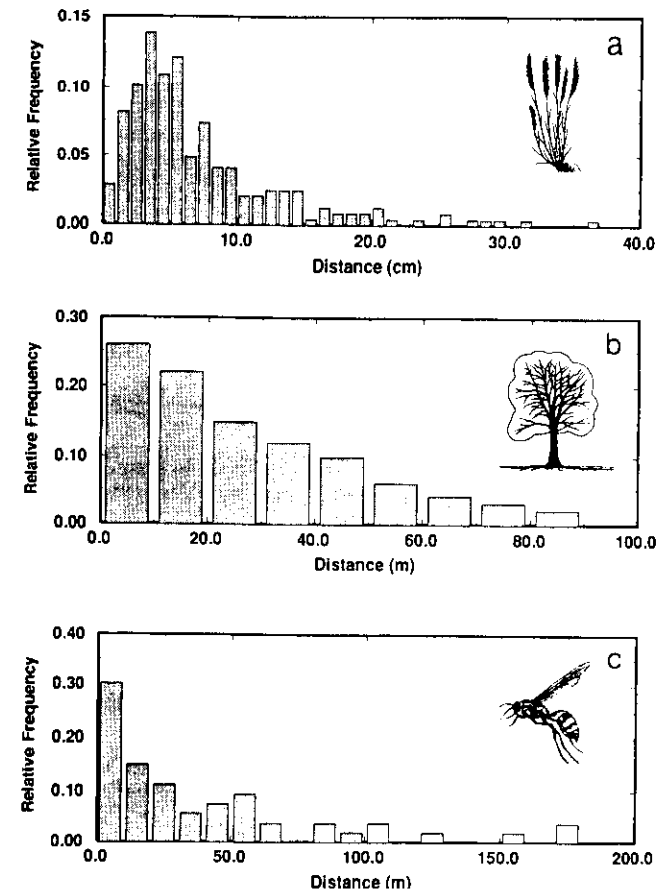 a
0.15
0.10
0.05
0.00
Relative Frequency
0.0 10.0 20.0 30.0 40.0
Distance (cm)
b
0.30
0.20
0.10
0.00
Relative Frequency
0.0 20.0 40.0 60.0 80.0 100.0
Distance (m)
c
0.40
0.30
0.20
0.10
0.00
Relative Frequency
0.0 50.0 100.0 150.0 200.0
Distance (m)